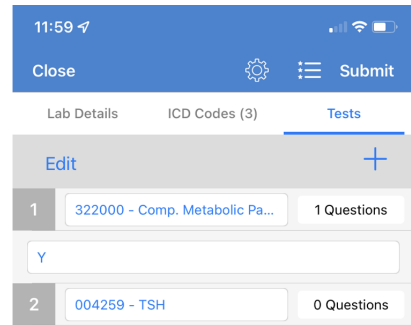 11:59
Close Submit
Lab Details ICD Codes (3) Tests
Edit
1 322000 - Comp. Metabolic Pa... 1 Questions
Y
2 004259 - TSH 0 Questions